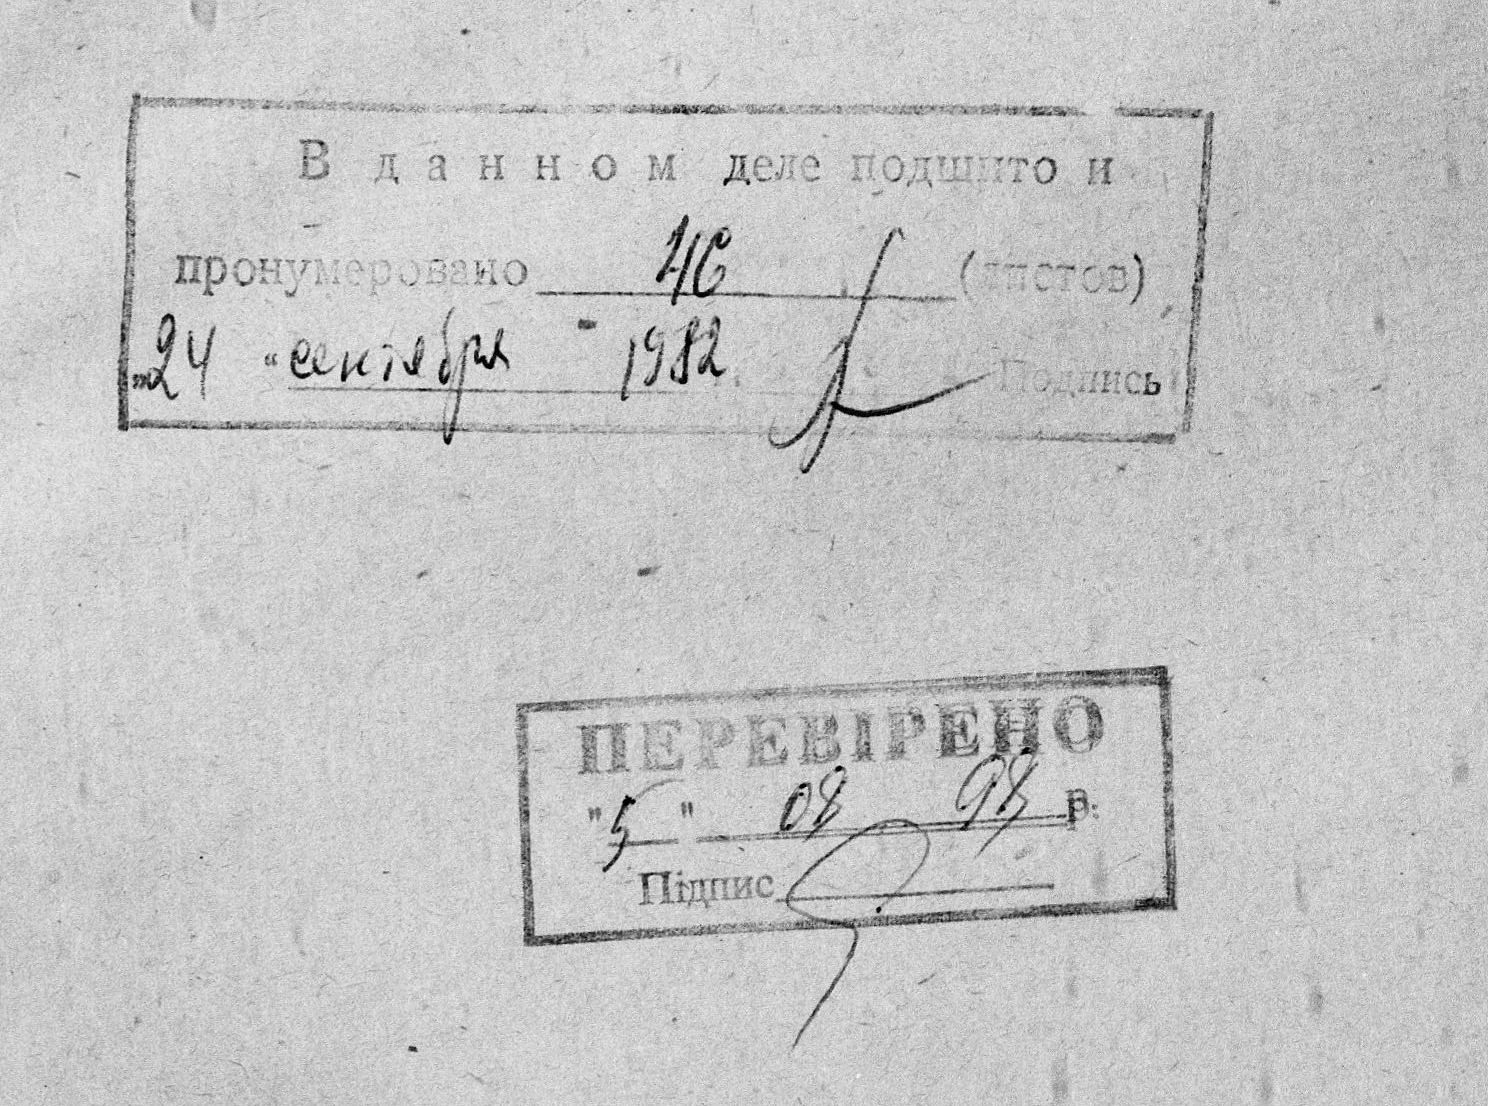 В данном деле подшито и
пронумеровано 46 (листов)
„24 “ сентября 1982 Подпись
ПЕРЕВІРЕНО
"5" 08 98 р.
Підпис